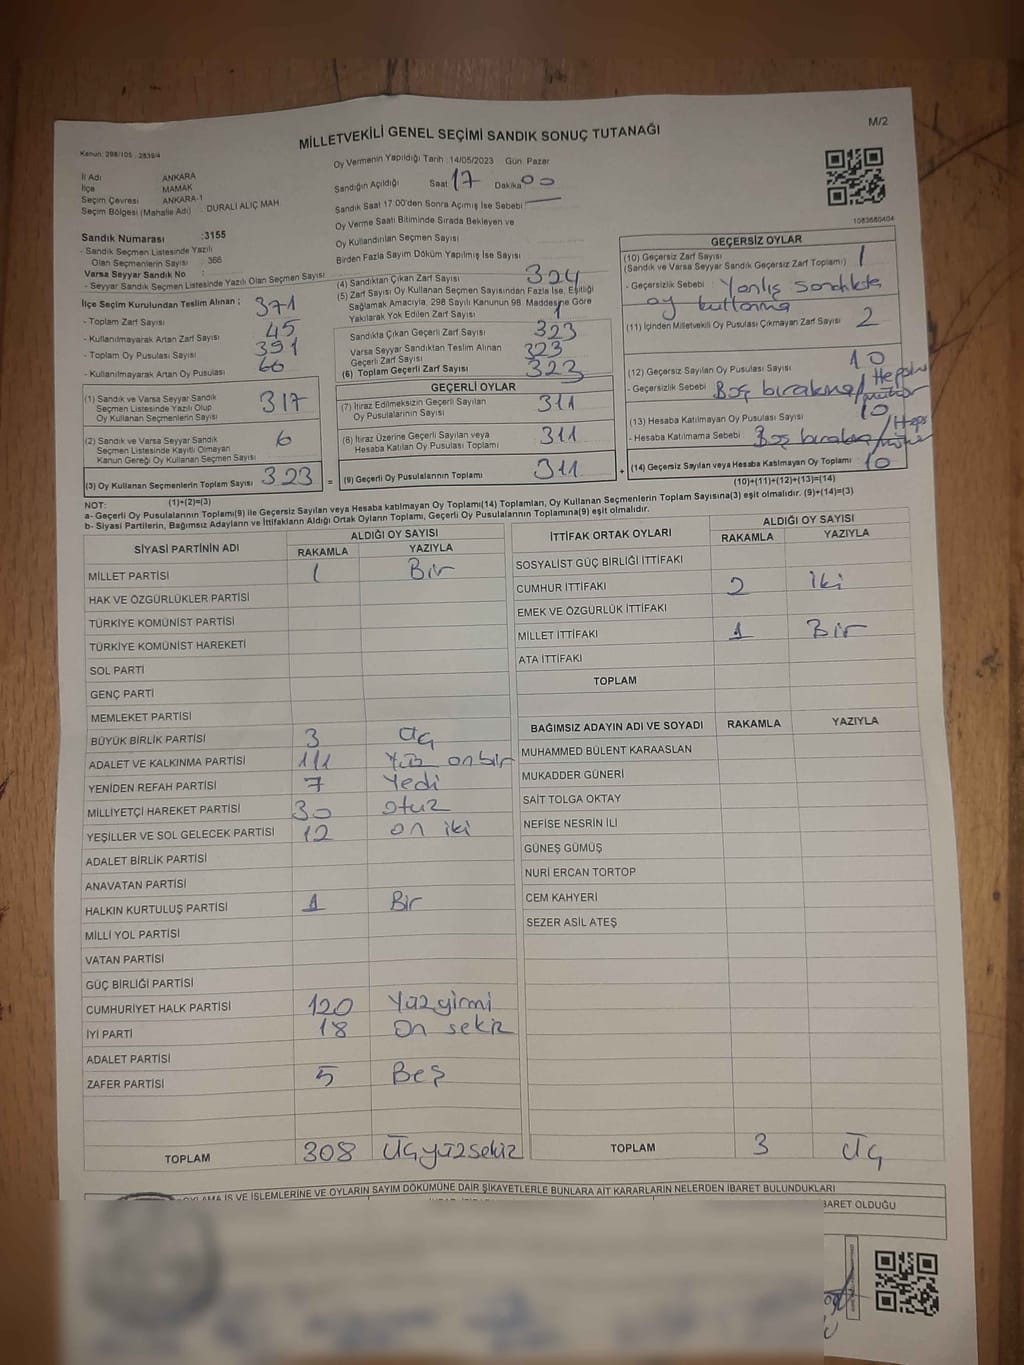 M/2
MİLLETVEKİLİ GENEL SEÇİMİ SANDIK SONUÇ TUTANAĞI
Kanun: 298/105 - 2839/4
Oy Vermenin Yapıldığı Tarih : 14/05/2023 Gün: Pazar
İl Adı ANKARA
İlçe MAMAK
Seçim Çevresi ANKARA-1
Seçim Bölgesi (Mahalle Adı) : DURALİ ALIÇ MAH
Sandığın Açıldığı Saat 17 Dakika 00
Sandık Saat 17.00'den Sonra Açılmış İse Sebebi
Oy Verme Saati Bitiminde Sırada Bekleyen ve
Oy Kullandırılan Seçmen Sayısı
Birden Fazla Sayım Döküm Yapılmış İse Sayısı
1083680404
Sandık Numarası :3155
- Sandık Seçmen Listesinde Yazılı
Olan Seçmenlerin Sayısı : 366
Varsa Seyyar Sandık No :
- Seyyar Sandık Seçmen Listesinde Yazılı Olan Seçmen Sayısı
İlçe Seçim Kurulundan Teslim Alınan ;
- Toplam Zarf Sayısı 371
- Kullanılmayarak Artan Zarf Sayısı 45
- Toplam Oy Pusulası Sayısı 391
- Kullanılmayarak Artan Oy Pusulası 66
(4) Sandıktan Çıkan Zarf Sayısı 324
(5) Zarf Sayısı Oy Kullanan Seçmen Sayısından Fazla İse, Eşitliği
Sağlamak Amacıyla, 298 Sayılı Kanunun 98. Maddesine Göre
Yakılarak Yok Edilen Zarf Sayısı 1
Sandıkta Çıkan Geçerli Zarf Sayısı 323
Varsa Seyyar Sandıktan Teslim Alınan
Geçerli Zarf Sayısı 323
(6) Toplam Geçerli Zarf Sayısı 323
GEÇERSİZ OYLAR
(10) Geçersiz Zarf Sayısı 1
(Sandık ve Varsa Seyyar Sandık Geçersiz Zarf Toplamı)
- Geçersizlik Sebebi : Yanlış sandıkta
oy kullanma
(11) İçinden Milletvekili Oy Pusulası Çıkmayan Zarf Sayısı 2
(12) Geçersiz Oy Pusulası Sayısı 10
- Geçersizlik Sebebi Boş bırakma/
(13) Hesaba Katılmayan Oy Pusulası Sayısı 10
- Hesaba Katılmama Sebebi : Boş
(14) Geçersiz Sayılan veya Hesaba Katılmayan Oy Toplamı 10
(10)+(11)+(12)+(13)=(14)
(1) Sandık ve Varsa Seyyar Sandık
Seçmen Listesinde Yazılı Olup
Oy Kullanan Seçmenlerin Sayısı 317
(2) Sandık ve Varsa Seyyar Sandık
Seçmen Listesinde Kayıtlı Olmayan
Kanun Gereği Oy Kullanan Seçmen Sayısı 6
(3) Oy Kullanan Seçmenlerin Toplam Sayısı 323 =
GEÇERLİ OYLAR
(7) İtiraz Edilmeksizin Geçerli Sayılan
Oy Pusulalarının Sayısı 311
(8) İtiraz Üzerine Geçerli Sayılan veya
Hesaba Katılan Oy Pusulası Toplamı 311
(9) Geçerli Oy Pusulalarının Toplamı 311 +
NOT: (1)+(2)=(3)
a- Geçerli Oy Pusulalarının Toplamı(9) ile Geçersiz Sayılan veya Hesaba katılmayan Oy Toplamı(14) Toplamları, Oy Kullanan Seçmenlerin Toplam Sayısına(3) eşit olmalıdır. (9)+(14)=(3)
b- Siyasi Partilerin, Bağımsız Adayların ve İttifakların Aldığı Ortak Oyların Toplamı, Geçerli Oy Pusulalarının Toplamına(9) eşit olmalıdır.
SİYASİ PARTİNİN ADI ALDIĞI OY SAYISI
RAKAMLA YAZIYLA
MİLLET PARTİSİ 1 Bir
HAK VE ÖZGÜRLÜKLER PARTİSİ
TÜRKİYE KOMÜNİST PARTİSİ
TÜRKİYE KOMÜNİST HAREKETİ
SOL PARTİ
GENÇ PARTİ
MEMLEKET PARTİSİ
BÜYÜK BİRLİK PARTİSİ 3 Üç
ADALET VE KALKINMA PARTİSİ 111 Yüz onbir
YENİDEN REFAH PARTİSİ 7 Yedi
MİLLİYETÇİ HAREKET PARTİSİ 30 otuz
YEŞİLLER VE SOL GELECEK PARTİSİ 12 on iki
ADALET BİRLİK PARTİSİ
ANAVATAN PARTİSİ
HALKIN KURTULUŞ PARTİSİ 1 Bir
MİLLİ YOL PARTİSİ
VATAN PARTİSİ
GÜÇ BİRLİĞİ PARTİSİ
CUMHURİYET HALK PARTİSİ 120 Yüzyirmi
İYİ PARTİ 18 On sekiz
ADALET PARTİSİ
ZAFER PARTİSİ 5 Beş
TOPLAM 308 Üçyüzsekiz
İTTİFAK ORTAK OYLARI ALDIĞI OY SAYISI
RAKAMLA YAZIYLA
SOSYALİST GÜÇ BİRLİĞİ İTTİFAKI
CUMHUR İTTİFAKI 2 İki
EMEK VE ÖZGÜRLÜK İTTİFAKI
MİLLET İTTİFAKI 1 Bir
ATA İTTİFAKI
TOPLAM
BAĞIMSIZ ADAYIN ADI VE SOYADI RAKAMLA YAZIYLA
MUHAMMED BÜLENT KARAASLAN
MUKADDER GÜNERİ
SAİT TOLGA OKTAY
NEFİSE NESRİN İLİ
GÜNEŞ GÜMÜŞ
NURİ ERCAN TORTOP
CEM KAHYERİ
SEZER ASİL ATEŞ
TOPLAM 3 Üç
İŞ VE İŞLEMLERİNE VE OYLARIN SAYIM DÖKÜMÜNE DAİR ŞİKAYETLERLE BUNLARA AİT KARARLARIN NELERDEN İBARET BULUNDUKLARI
İBARET OLDUĞU